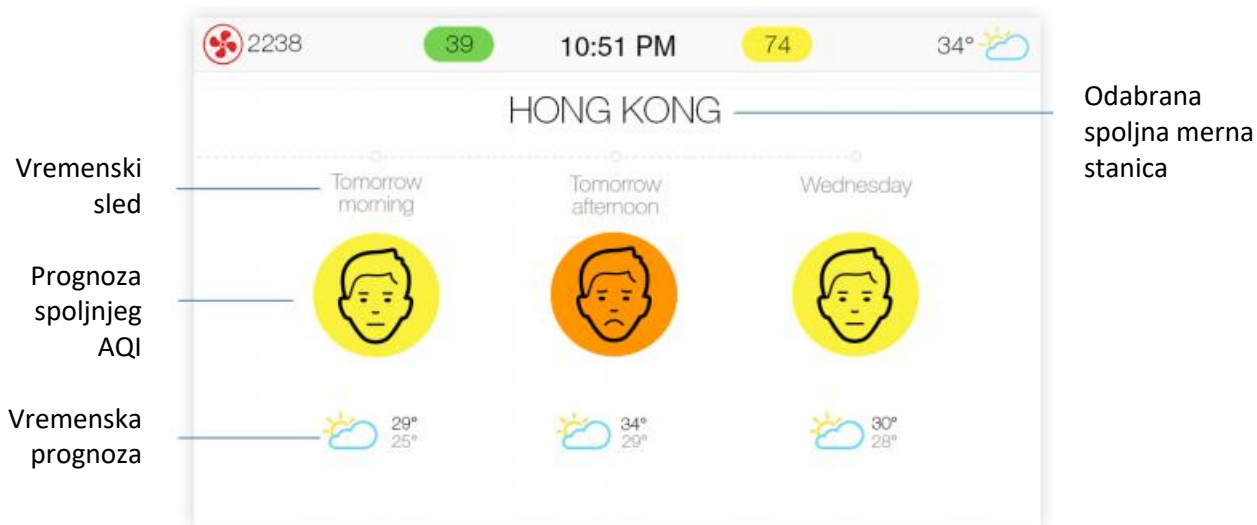 2238
39
10:51 PM
74
34°
HONG KONG
Odabrana
spoljna merna
stanica
Vremenski
sled
Tomorrow
morning
Tomorrow
afternoon
Wednesday
Prognoza
spoljnjeg
AQI
Vremenska
prognoza
29°
25°
34°
29°
30°
28°